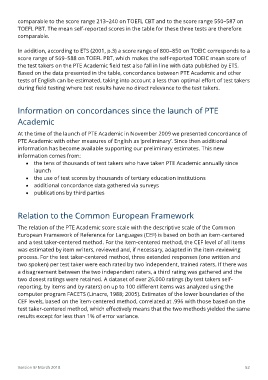 comparable to the score range 213–240 on TOEFL CBT and to the score range 550–587 on
TOEFL PBT. The mean self-reported scores in the table for these three tests are therefore
comparable.
In addition, according to ETS (2001, p.3) a score range of 800–850 on TOEIC corresponds to a
score range of 569–588 on TOEFL PBT, which makes the self-reported TOEIC mean score of
the test takers on the PTE Academic field test also fall in line with data published by ETS.
Based on the data presented in the table, concordance between PTE Academic and other
tests of English can be estimated, taking into account a less than optimal effort of test takers
during field testing where test results have no direct relevance to the test takers.
Information on concordances since the launch of PTE
Academic
At the time of the launch of PTE Academic in November 2009 we presented concordance of
PTE Academic with other measures of English as 'preliminary'. Since then additional
information has become available supporting our preliminary estimates. This new
information comes from:
• the tens of thousands of test takers who have taken PTE Academic annually since
launch
• the use of test scores by thousands of tertiary education institutions
• additional concordance data gathered via surveys
• publications by third parties.
Relation to the Common European Framework
The relation of the PTE Academic score scale with the descriptive scale of the Common
European Framework of Reference for Languages (CEF) is based on both an item-centered
and a test taker-centered method. For the item-centered method, the CEF level of all items
was estimated by item writers, reviewed and, if necessary, adapted in the item-reviewing
process. For the test taker-centered method, three extended responses (one written and
two spoken) per test taker were each rated by two independent, trained raters. If there was
a disagreement between the two independent raters, a third rating was gathered and the
two closest ratings were retained. A dataset of over 26,000 ratings (by test takers self-
reporting, by items and by raters) on up to 100 different items was analyzed using the
computer program FACETS (Linacre, 1988; 2005). Estimates of the lower boundaries of the
CEF levels, based on the item-centered method, correlated at .996 with those based on the
test taker-centered method, which effectively means that the two methods yielded the same
results except for less than 1% of error variance.
March 2018